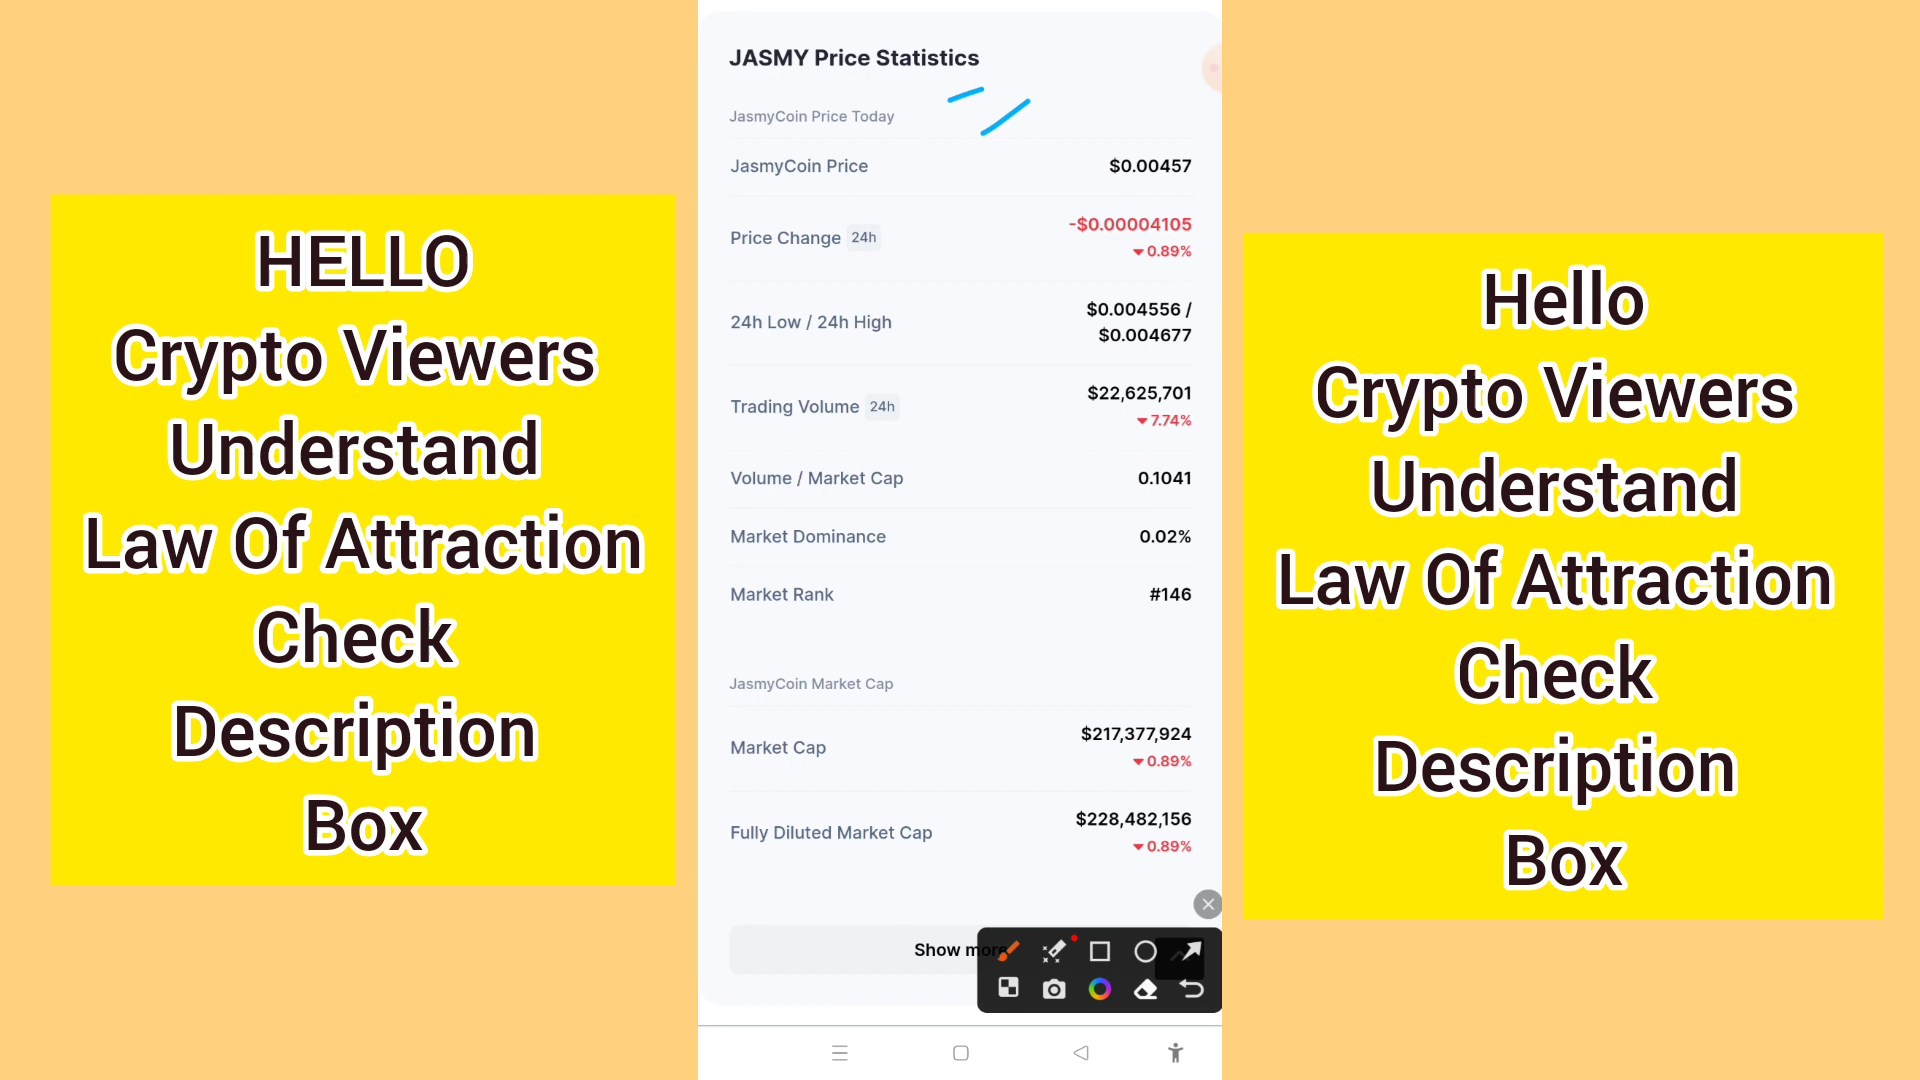 HELLO
Crypto Viewers
Understand
Law Of Attraction
Check
Description
Box
JASMY Price Statistics
JasmyCoin Price Today
JasmyCoin Price $0.00457
Price Change 24h -$0.00004105
0.89%
24h Low / 24h High $0.004556 /
$0.004677
Trading Volume 24h $22,625,701
7.74%
Volume / Market Cap 0.1041
Market Dominance 0.02%
Market Rank #146
JasmyCoin Market Cap
Market Cap $217,377,924
0.89%
Fully Diluted Market Cap $228,482,156
0.89%
Show more
Hello
Crypto Viewers
Understand
Law Of Attraction
Check
Description
Box